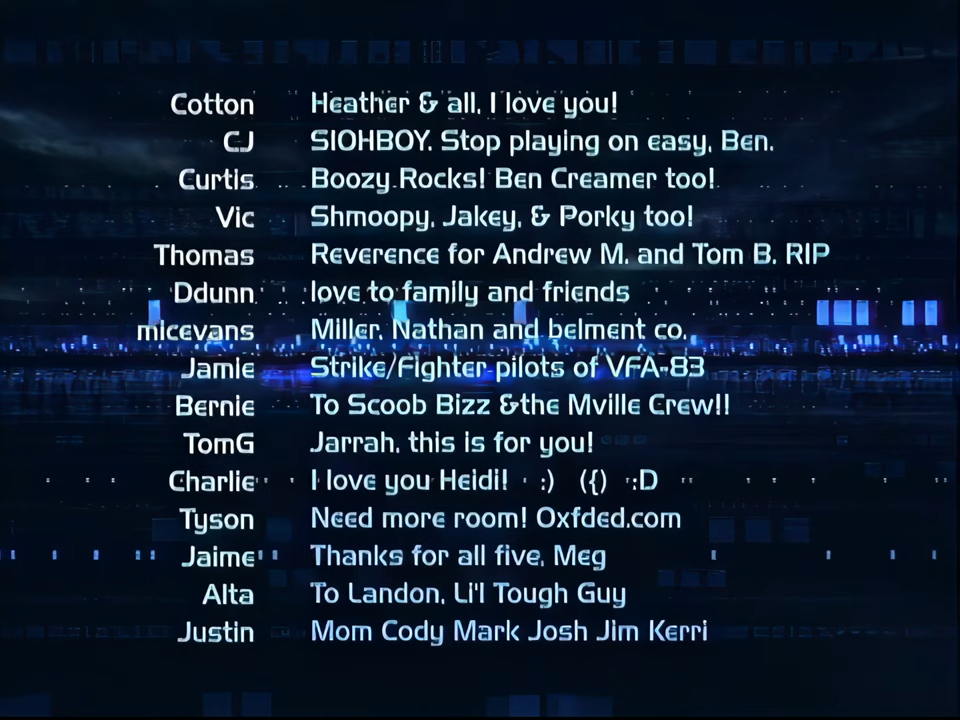 Cotton Heather & all, I love you!
CJ SIOHBOY. Stop playing on easy, Ben.
Curtis Boozy Rocks! Ben Creamer too!
Vic Shmoopy, Jakey, & Porky too!
Thomas Reverence for Andrew M. and Tom B. RIP
Ddunn love to family and friends
micevans Miller, Nathan and belment co.
Jamie Strike/Fighter pilots of VFA-83
Bernie To Scoob Bizz &the Mville Crew!!
TomG Jarrah, this is for you!
Charlie I love you Heidi! :) ({) :D
Tyson Need more room! Oxfded.com
Jaime Thanks for all five, Meg
Alta To Landon, Li'l Tough Guy
Justin Mom Cody Mark Josh Jim Kerri